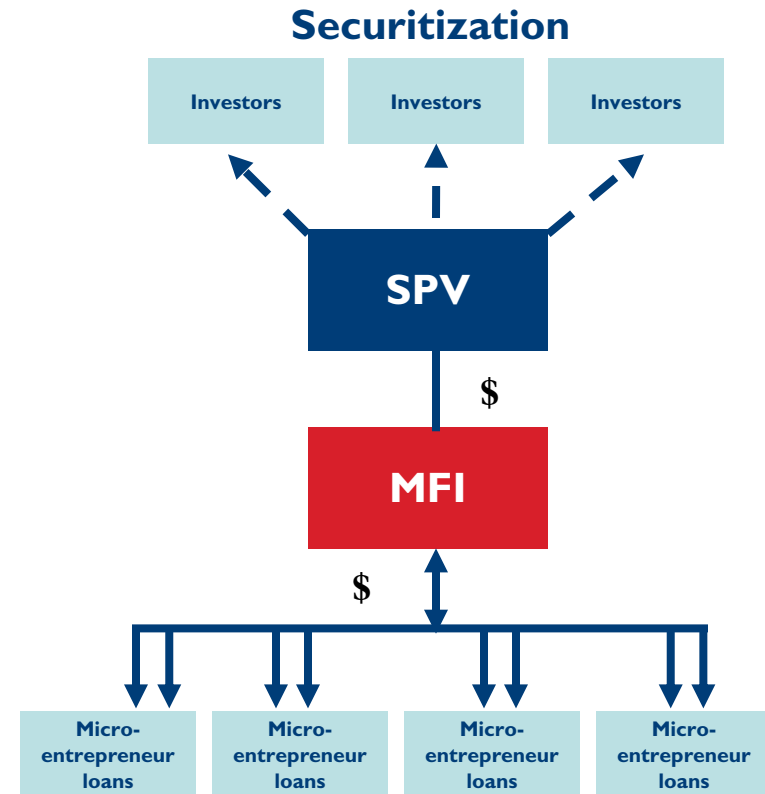 Securitization
Investors
Investors
Investors
SPV
$
MFI
$
Micro-
entrepreneur
loans
Micro-
entrepreneur
loans
Micro-
entrepreneur
loans
Micro-
entrepreneur
loans